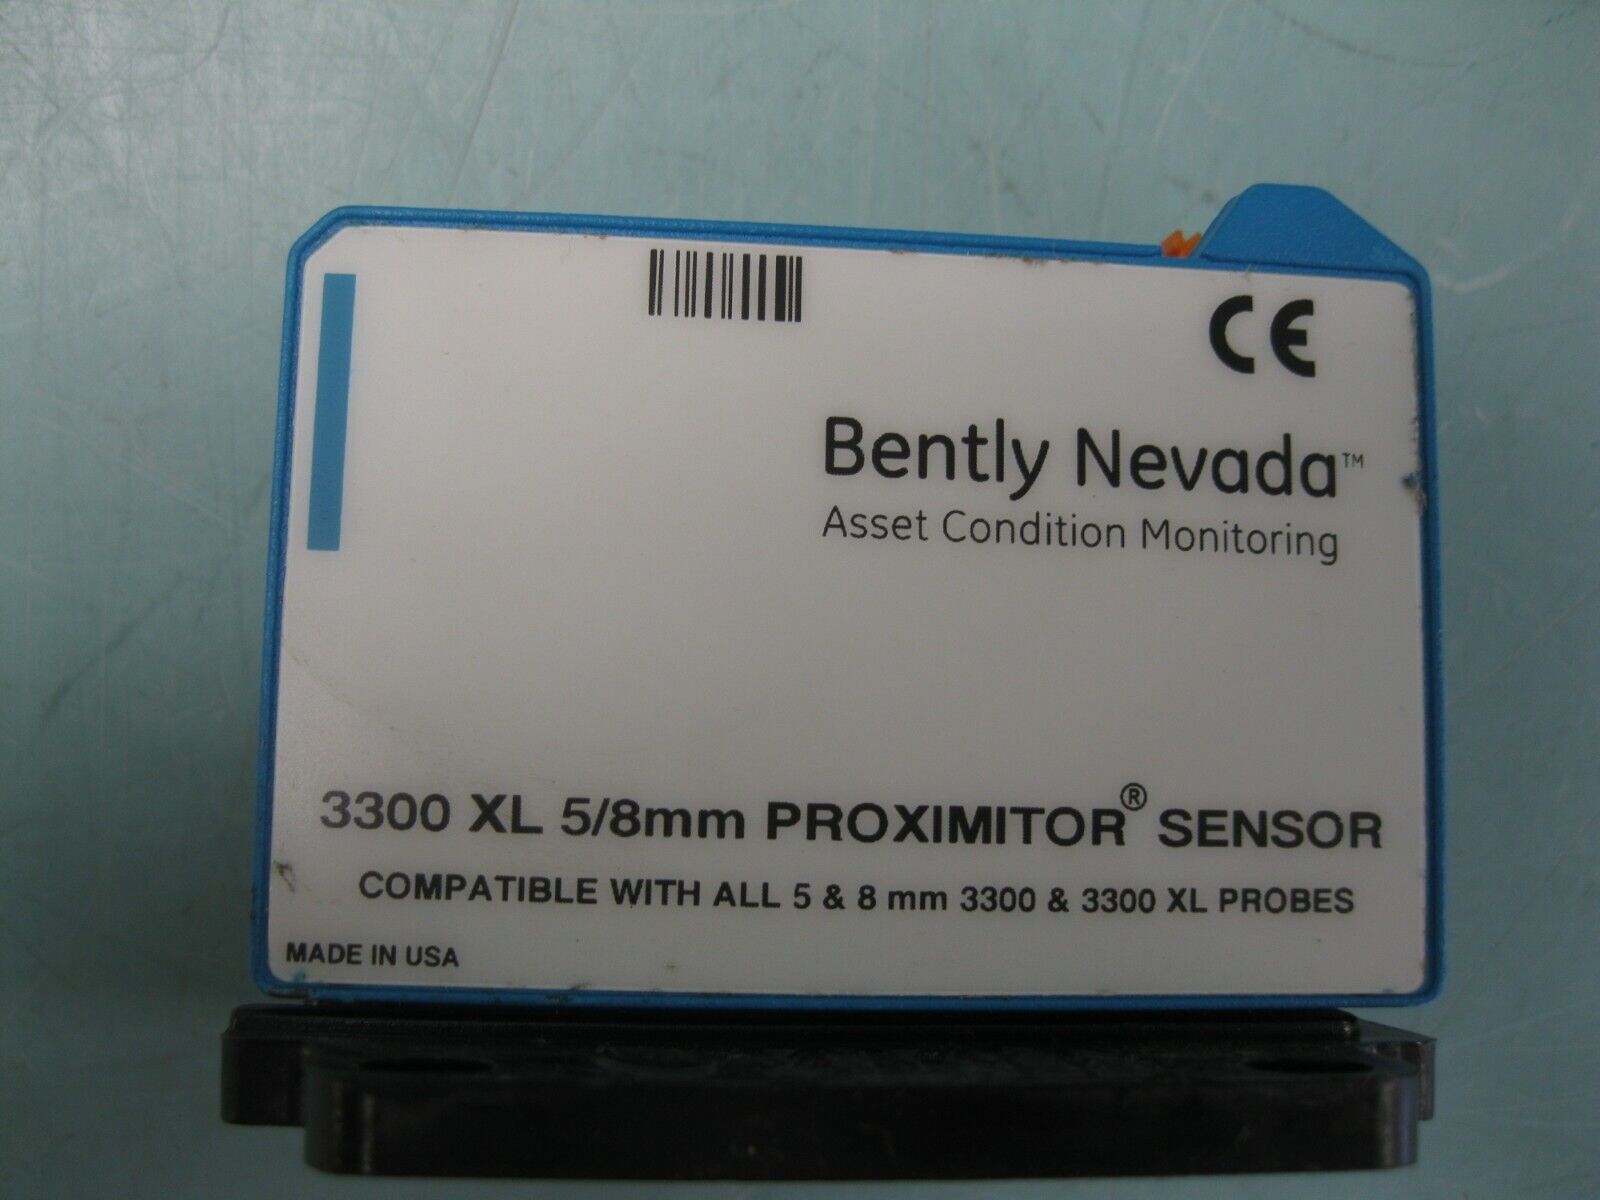 CE
Bently Nevada™
Asset Condition Monitoring
3300 XL 5/8mm PROXIMITOR® SENSOR
COMPATIBLE WITH ALL 5 & 8 mm 3300 & 3300 XL PROBES
MADE IN USA